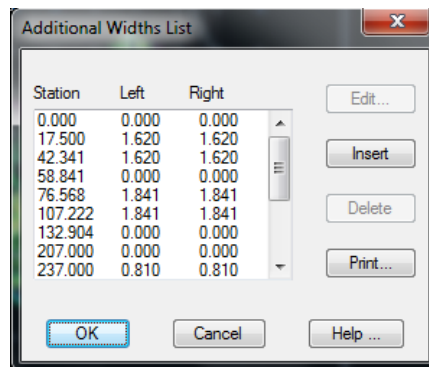 Additional Widths List
Station Left Right
Edit...
0.000 0.000 0.000
17.500 1.620 1.620
42.341 1.620 1.620
Insert
58.841 0.000 0.000
76.568 1.841 1.841
107.222 1.841 1.841
Delete
132.904 0.000 0.000
207.000 0.000 0.000
237.000 0.810 0.810
Print...
OK Cancel Help ...